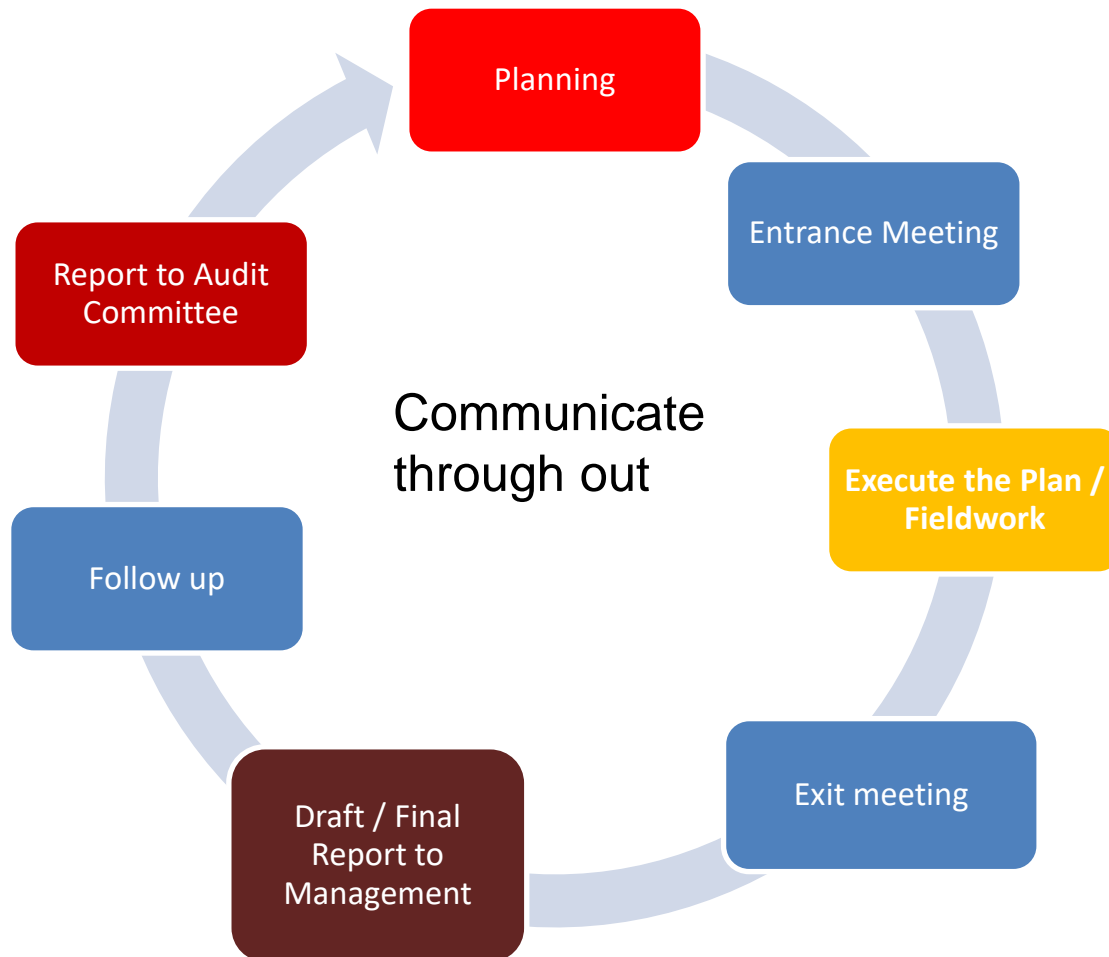 Planning
Entrance Meeting
Execute the Plan /
Fieldwork
Exit meeting
Draft / Final
Report to
Management
Follow up
Report to Audit
Committee
Communicate
through out